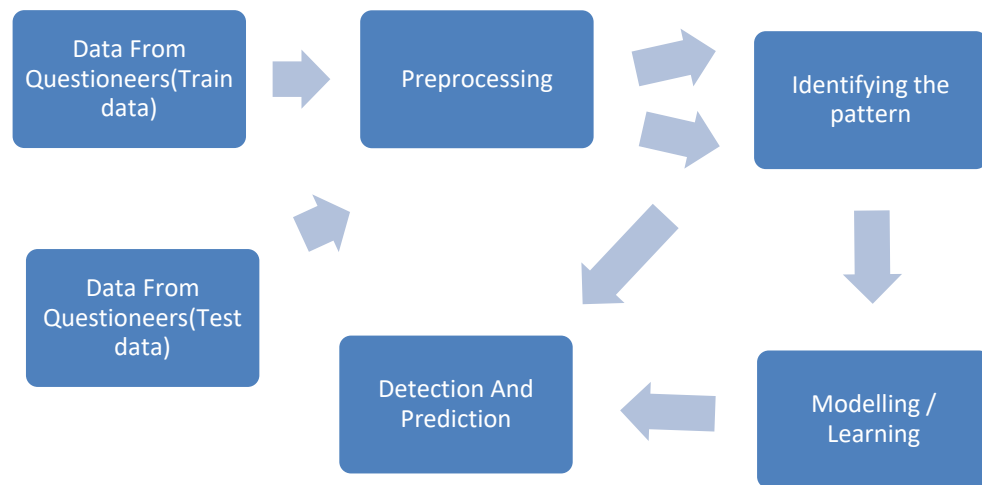 Data From
Questioneers(Train
data)
Preprocessing
Identifying the
pattern
Data From
Questioneers(Test
data)
Detection And
Prediction
Modelling /
Learning